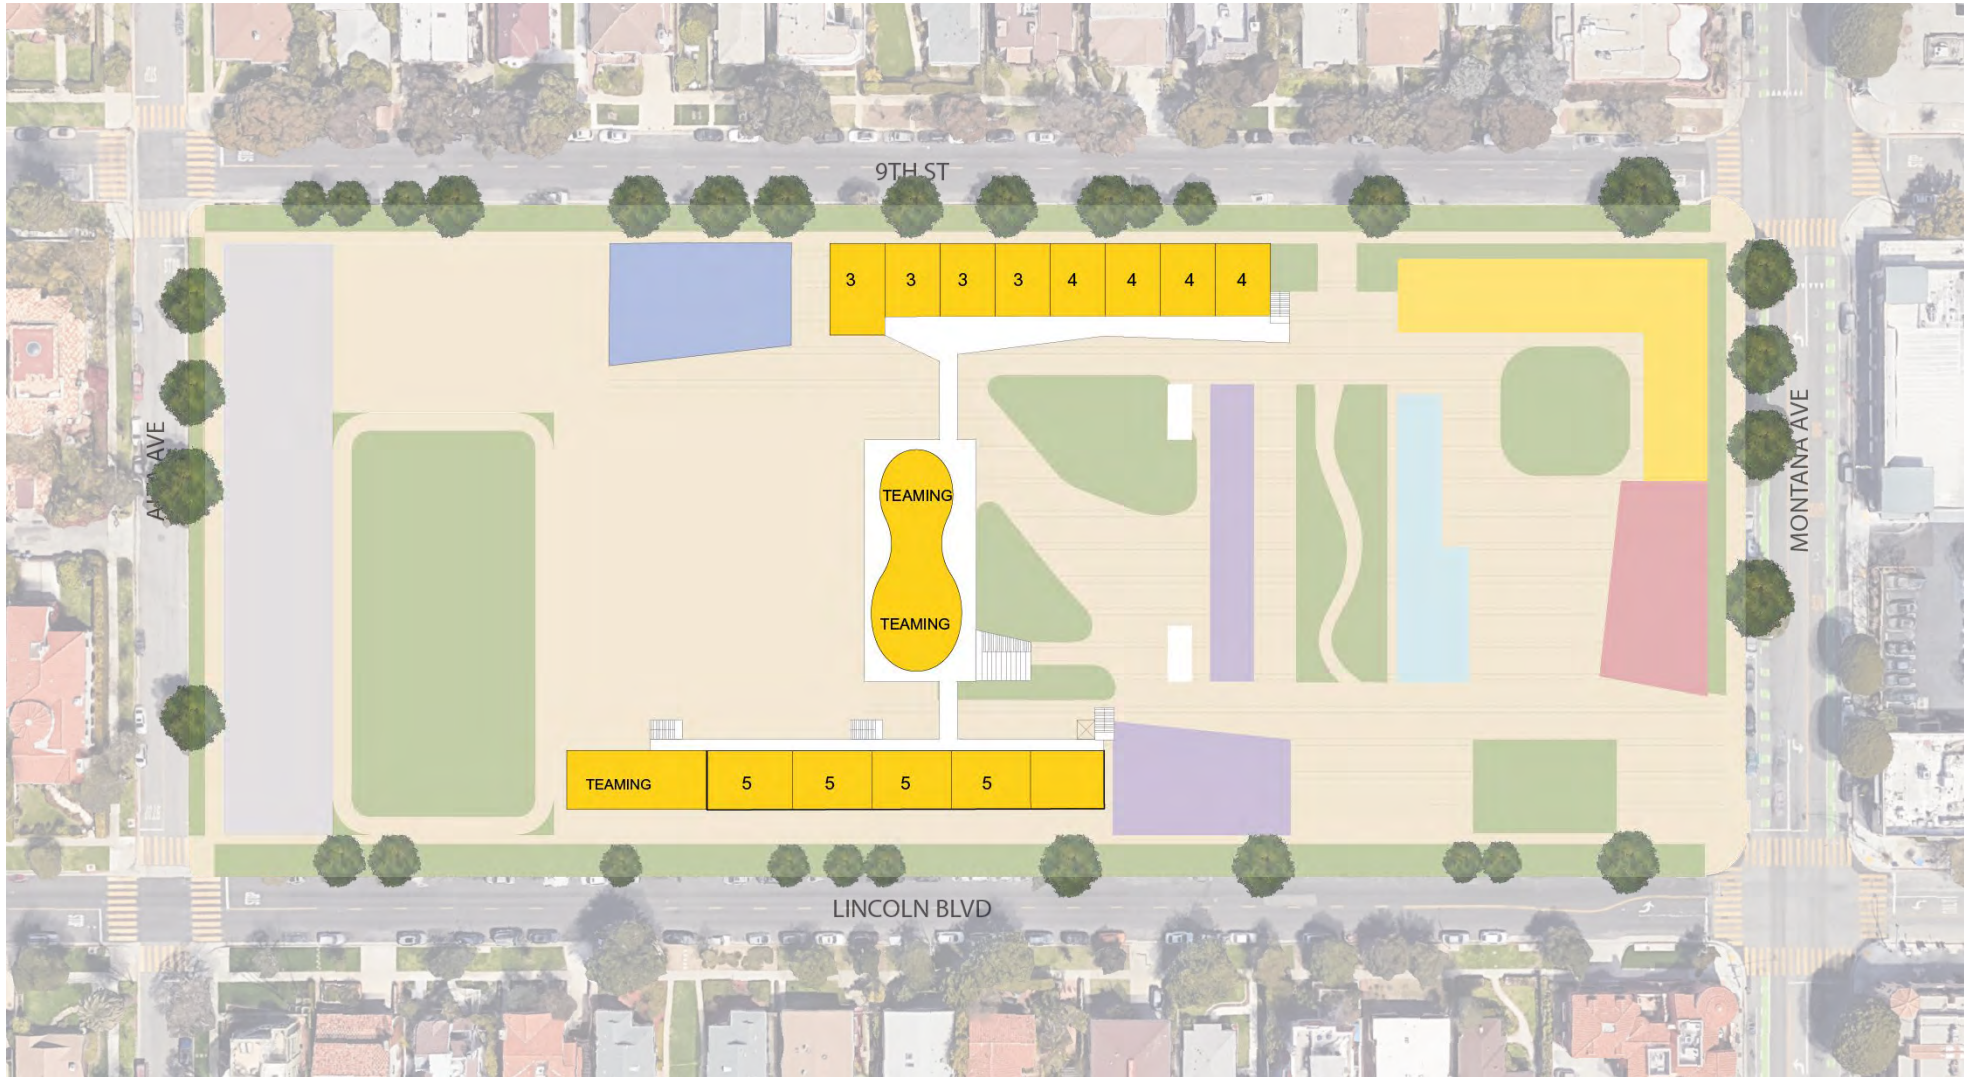 9TH ST
3 3 3 3 4 4 4 4
TEAMING
TEAMING
MONTANA AVE
TEAMING 5 5 5 5
LINCOLN BLVD